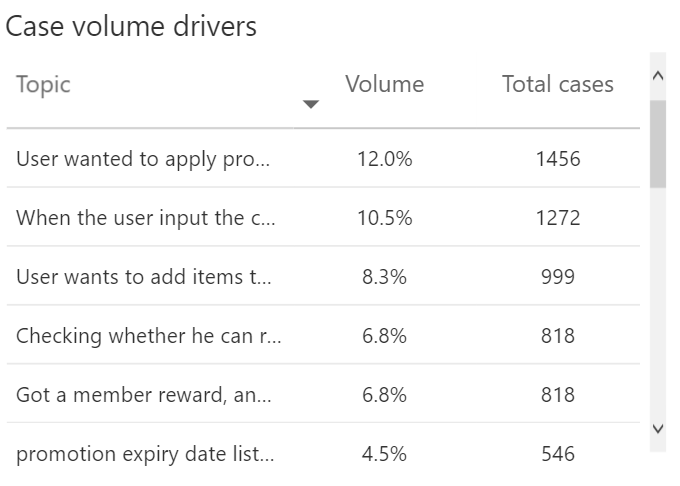 Case volume drivers
Topic Volume Total cases
User wanted to apply pro... 12.0% 1456
When the user input the c... 10.5% 1272
User wants to add items t... 8.3% 999
Checking whether he can r... 6.8% 818
Got a member reward, an... 6.8% 818
promotion expiry date list... 4.5% 546